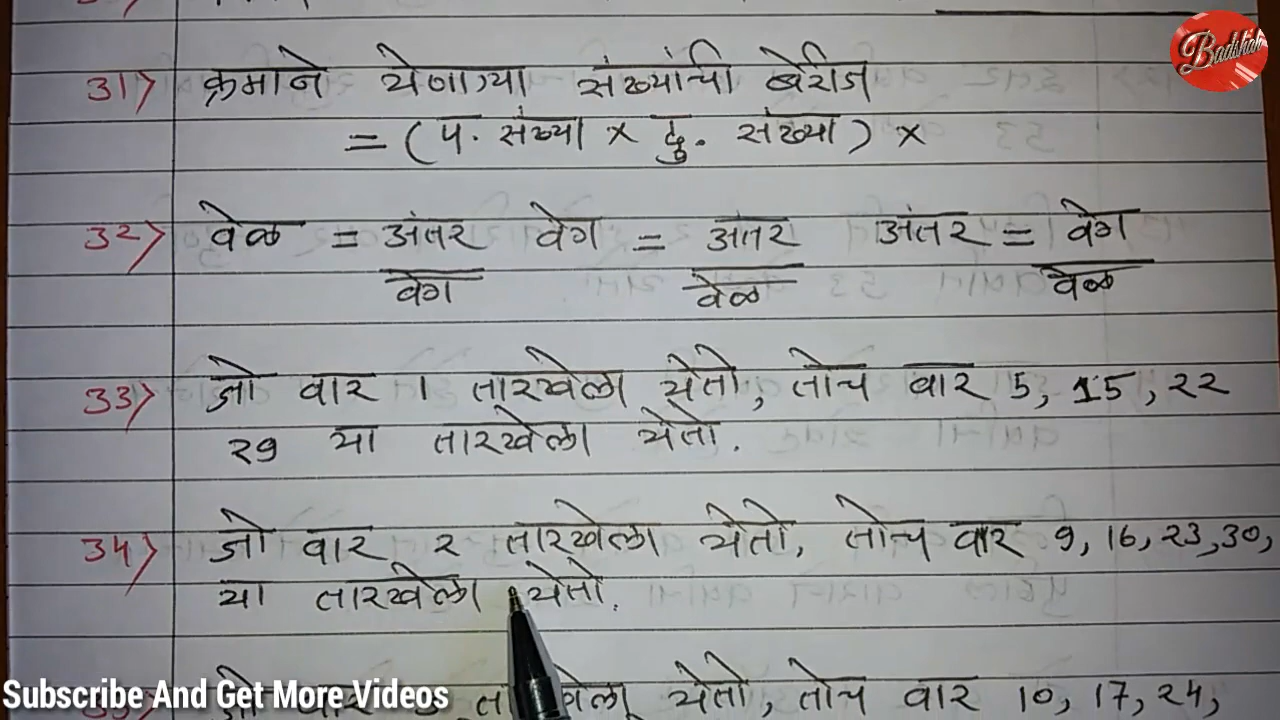 Badshah
31) क्रमाने येणाऱ्या संख्यांची बेरीज
= (प. संख्या × दु. संख्या) ×
32) वेळ = अंतर वेग = अंतर अंतर = वेग
वेग वेळ वेळ
33) जो वार 1 तारखेला येतो, तोच वार 5, 15, 22
29 या तारखेला येतो.
34) जो वार 2 तारखेला येतो, तोच वार 9, 16, 23, 30,
या तारखेला येतो.
जो वार येतो, तोच वार 10, 17, 24,
Subscribe And Get More Videos